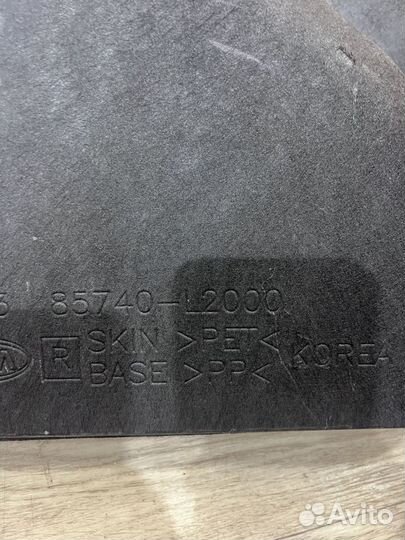 85740-L2000
R SKIN >PET< KOREA
BASE >PP<
Avito